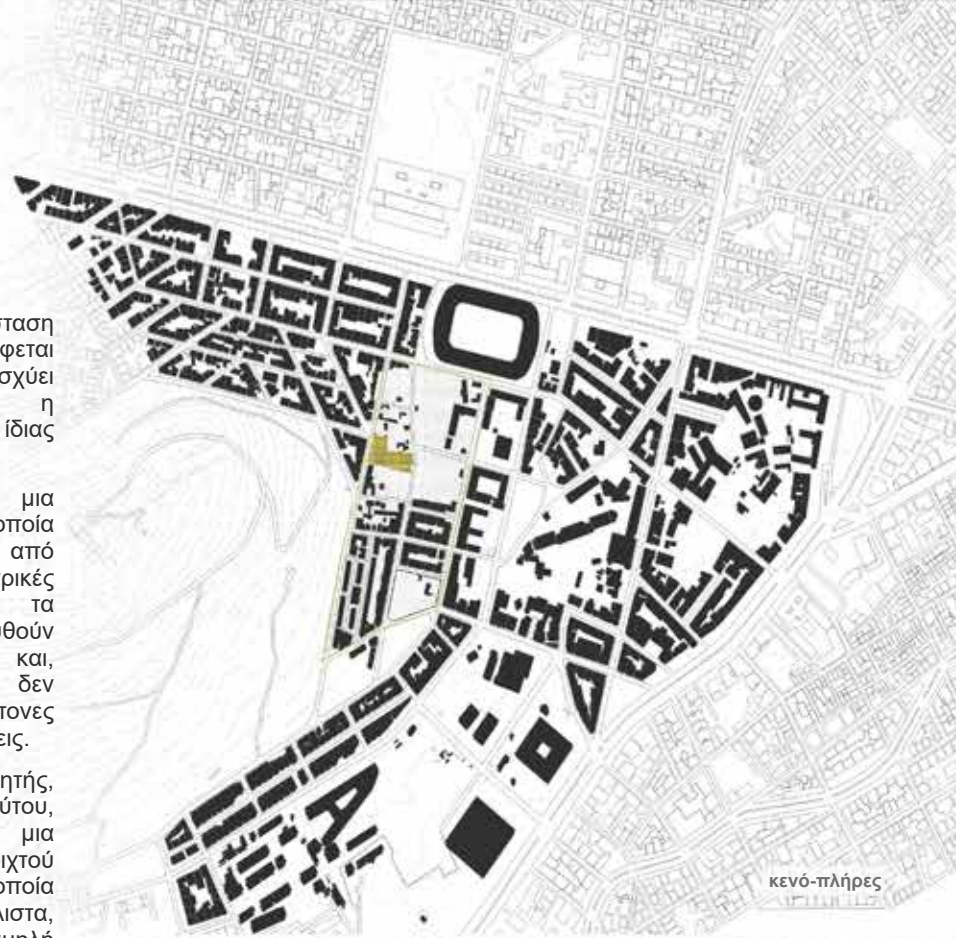 σταση
φεται
σχύει
η
ίδιας
μια
οποία
από
ρικές
τα
θούν
και,
δεν
τονες
εις.
ητής,
ύτου,
μια
ιχτού
οποία
λιστα,
κενό-πλήρες